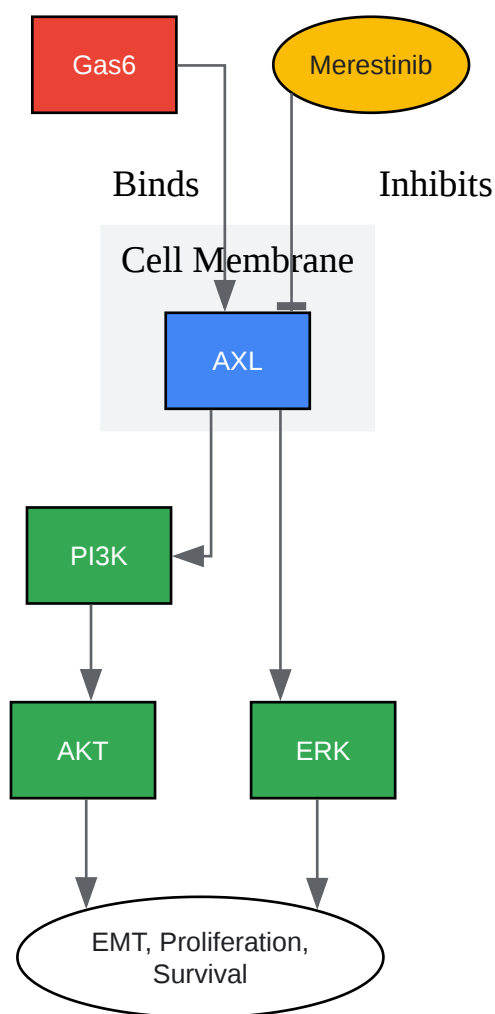 Gas6
Merestinib
Binds
Inhibits
Cell Membrane
AXL
PI3K
AKT
ERK
EMT, Proliferation,
Survival